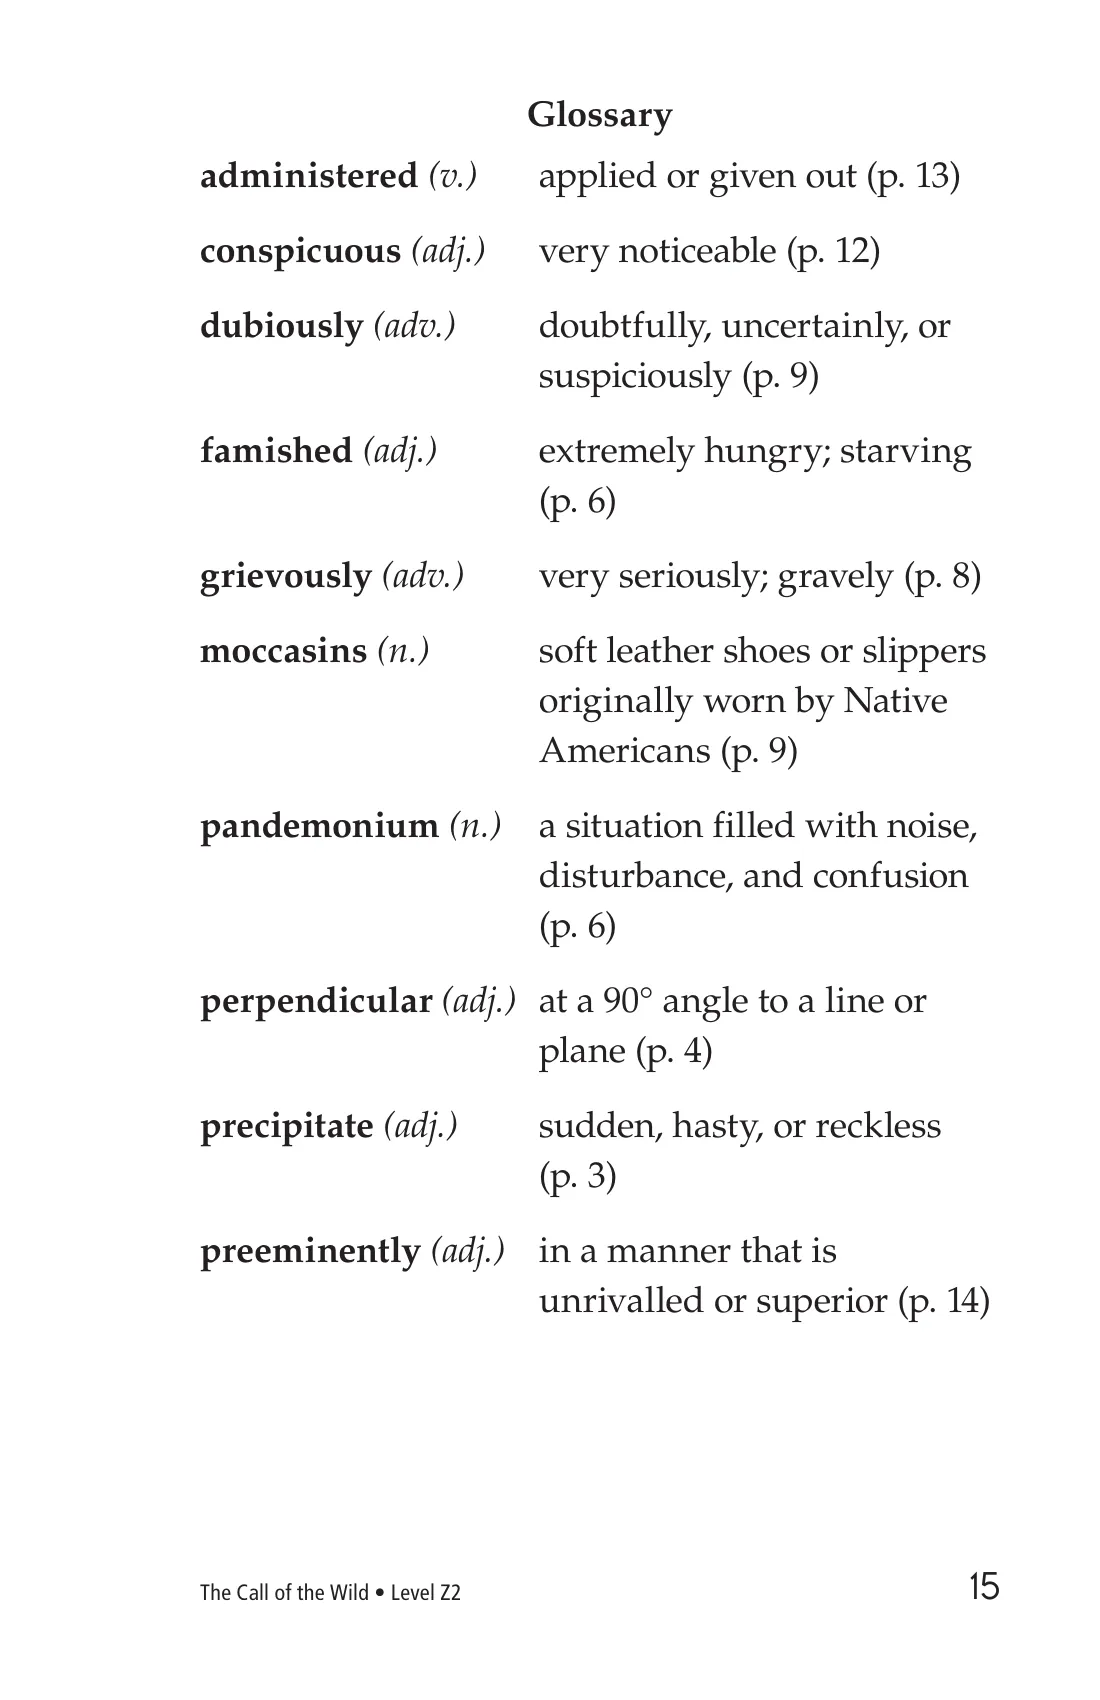 Glossary
administered (v.) applied or given out (p. 13)
conspicuous (adj.) very noticeable (p. 12)
dubiously (adv.) doubtfully, uncertainly, or
suspiciously (p. 9)
famished (adj.) extremely hungry; starving
(p. 6)
grievously (adv.) very seriously; gravely (p. 8)
moccasins (n.) soft leather shoes or slippers
originally worn by Native
Americans (p. 9)
pandemonium (n.) a situation filled with noise,
disturbance, and confusion
(p. 6)
perpendicular (adj.) at a 90° angle to a line or
plane (p. 4)
precipitate (adj.) sudden, hasty, or reckless
(p. 3)
preeminently (adj.) in a manner that is
unrivalled or superior (p. 14)
The Call of the Wild • Level Z2 15